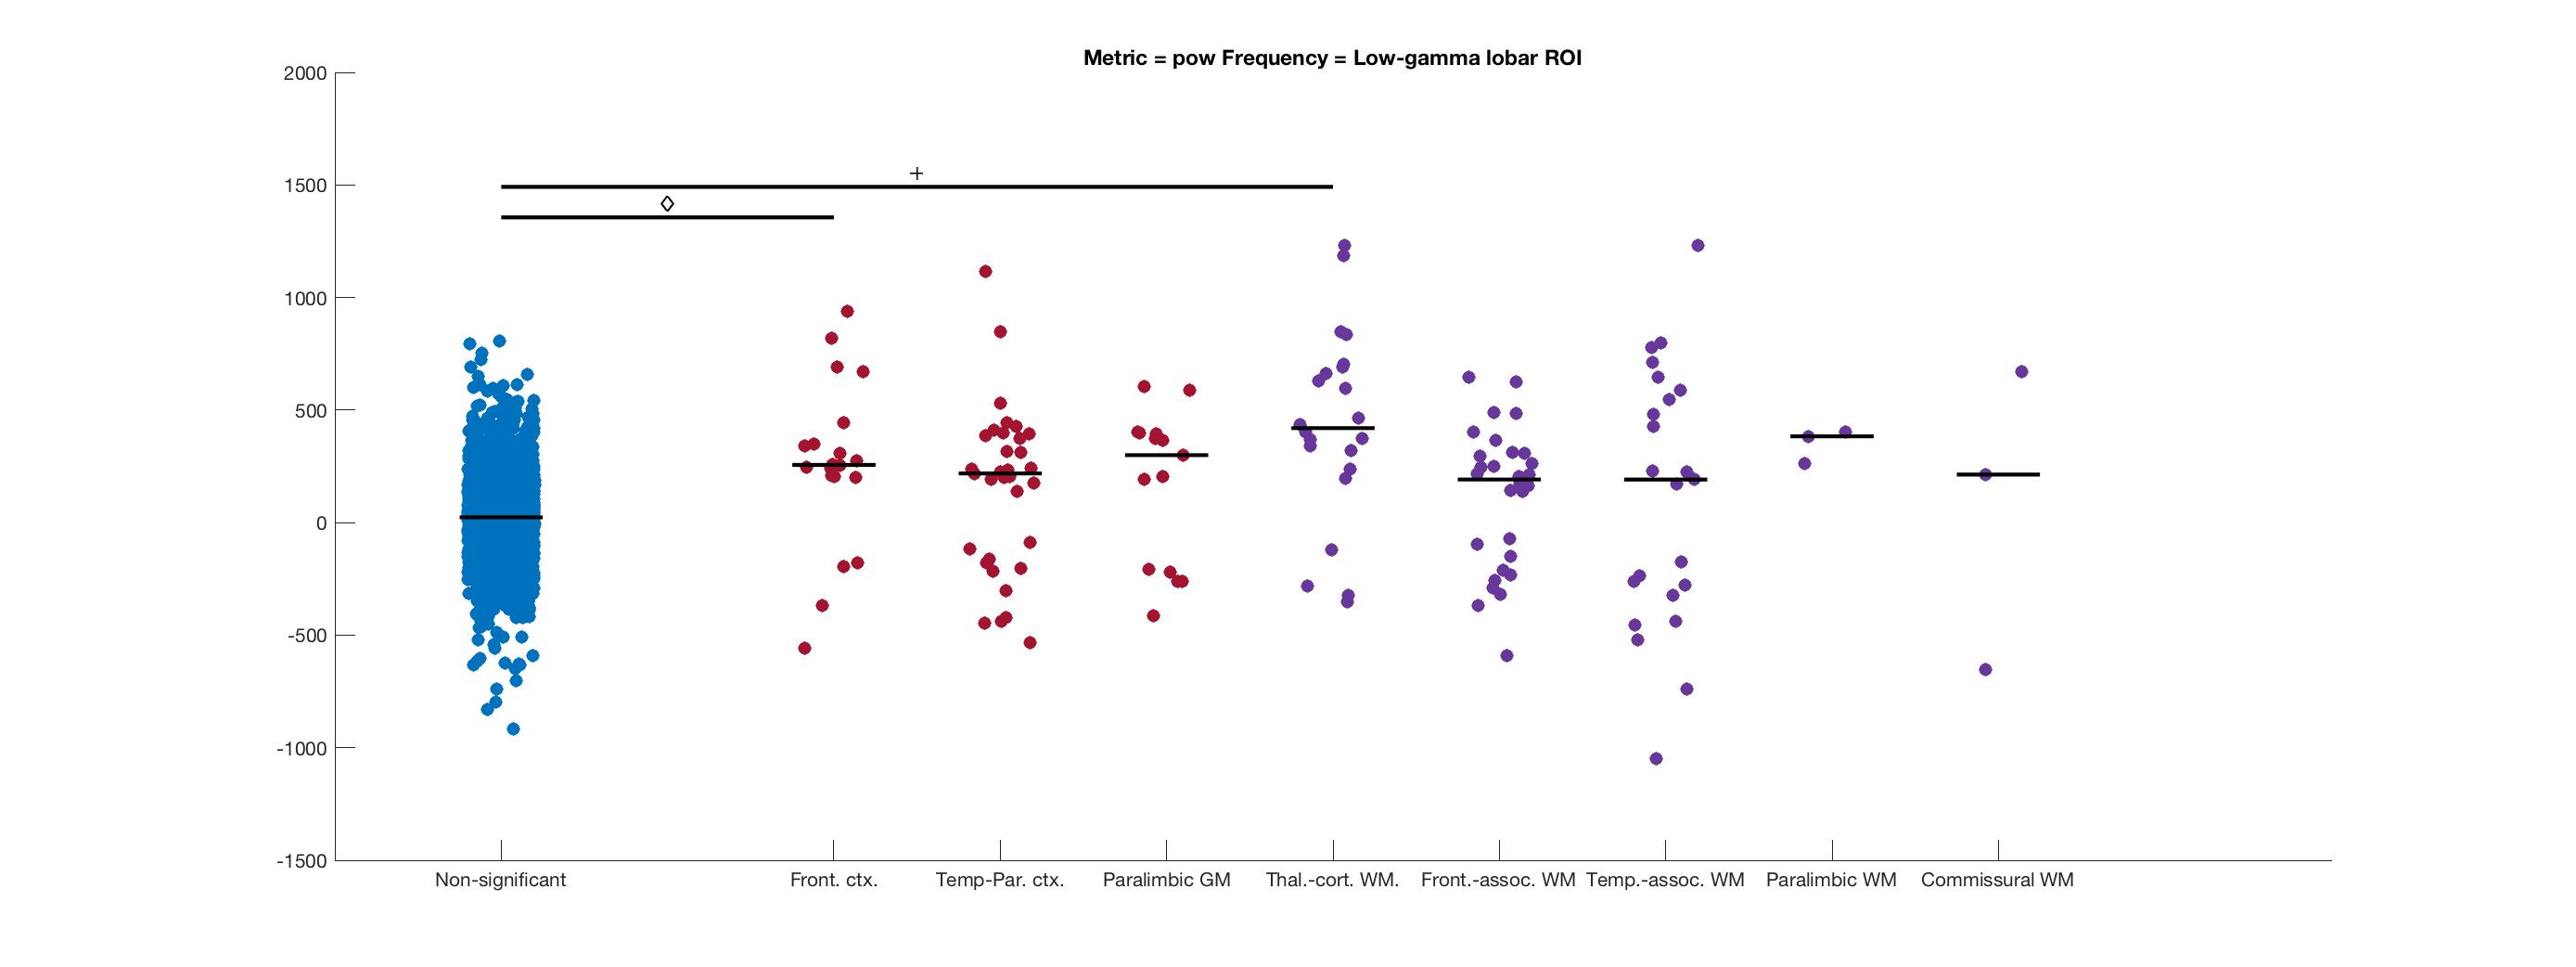 Metric = pow Frequency = Low-gamma lobar ROI
2000
1500
1000
500
0
-500
-1000
-1500
+
◇
Non-significant
Front. ctx.
Temp-Par. ctx.
Paralimbic GM
Thal.-cort. WM.
Front.-assoc. WM
Temp.-assoc. WM
Paralimbic WM
Commissural WM